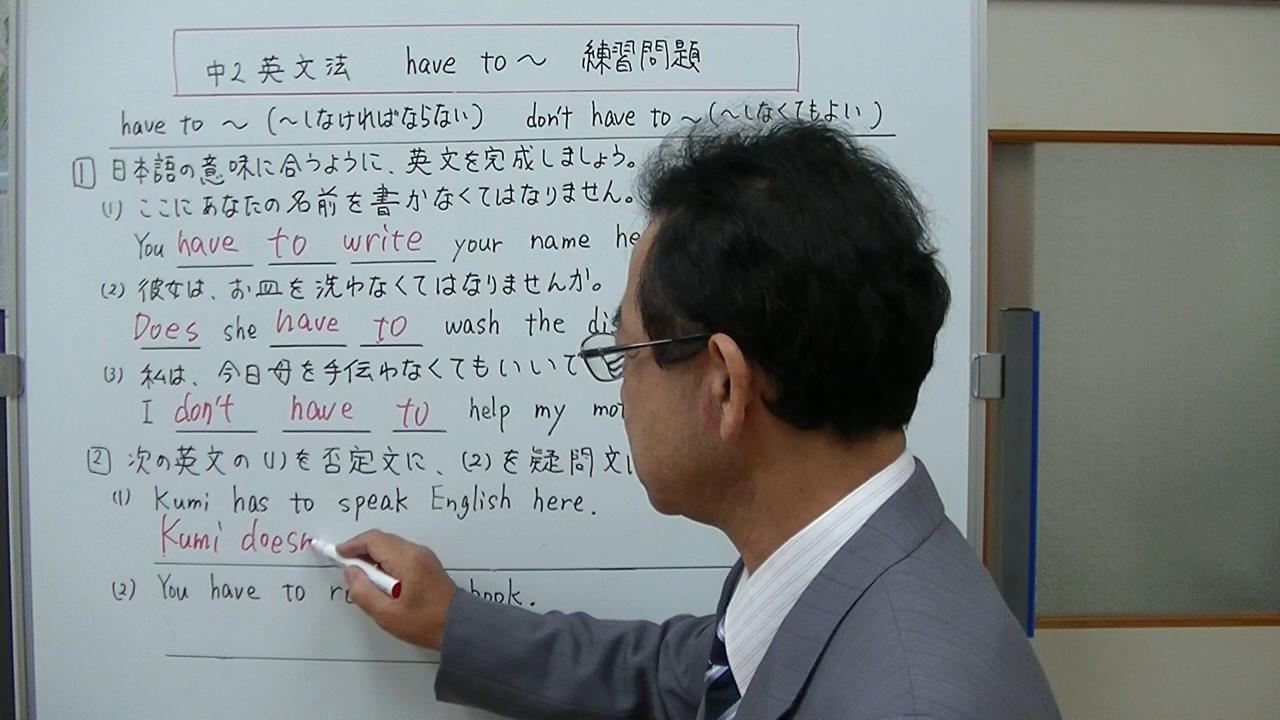 中2 英文法 have to ~ 練習問題
have to ~ (~しなければならない) don't have to ~ (~しなくてもよい)
1 日本語の意味に合うように、英文を完成しましょう。
(1) ここにあなたの名前を書かなくてはなりません。
You have to write your name
(2) 彼女は、お皿を洗わなくてはなりませんか。
Does she have to wash the
(3) 私は、今日母を手伝わなくてもいいで
I don't have to help my
2 次の英文の(1)を否定文に、(2)を疑問文に
(1) Kumi has to speak English here.
Kumi doesn
(2) You have to book.